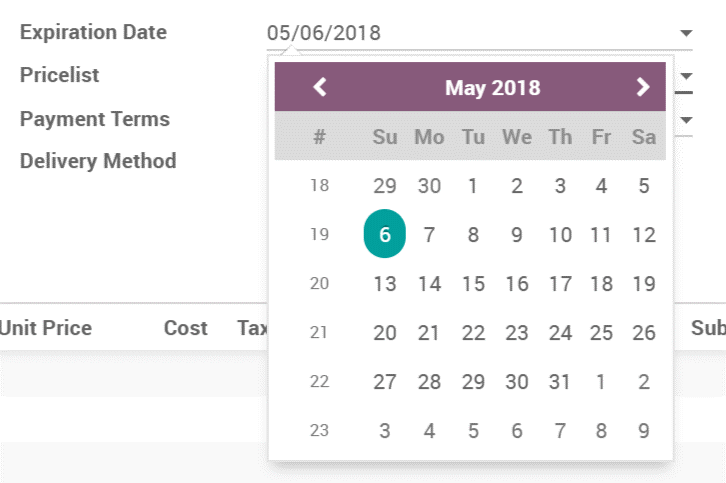 Expiration Date 05/06/2018
Pricelist
Payment Terms
Delivery Method
May 2018
# Su Mo Tu We Th Fr Sa
18 29 30 1 2 3 4 5
19 6 7 8 9 10 11 12
20 13 14 15 16 17 18 19
21 20 21 22 23 24 25 26
22 27 28 29 30 31 1 2
23 3 4 5 6 7 8 9
Unit Price Cost Tax Sub